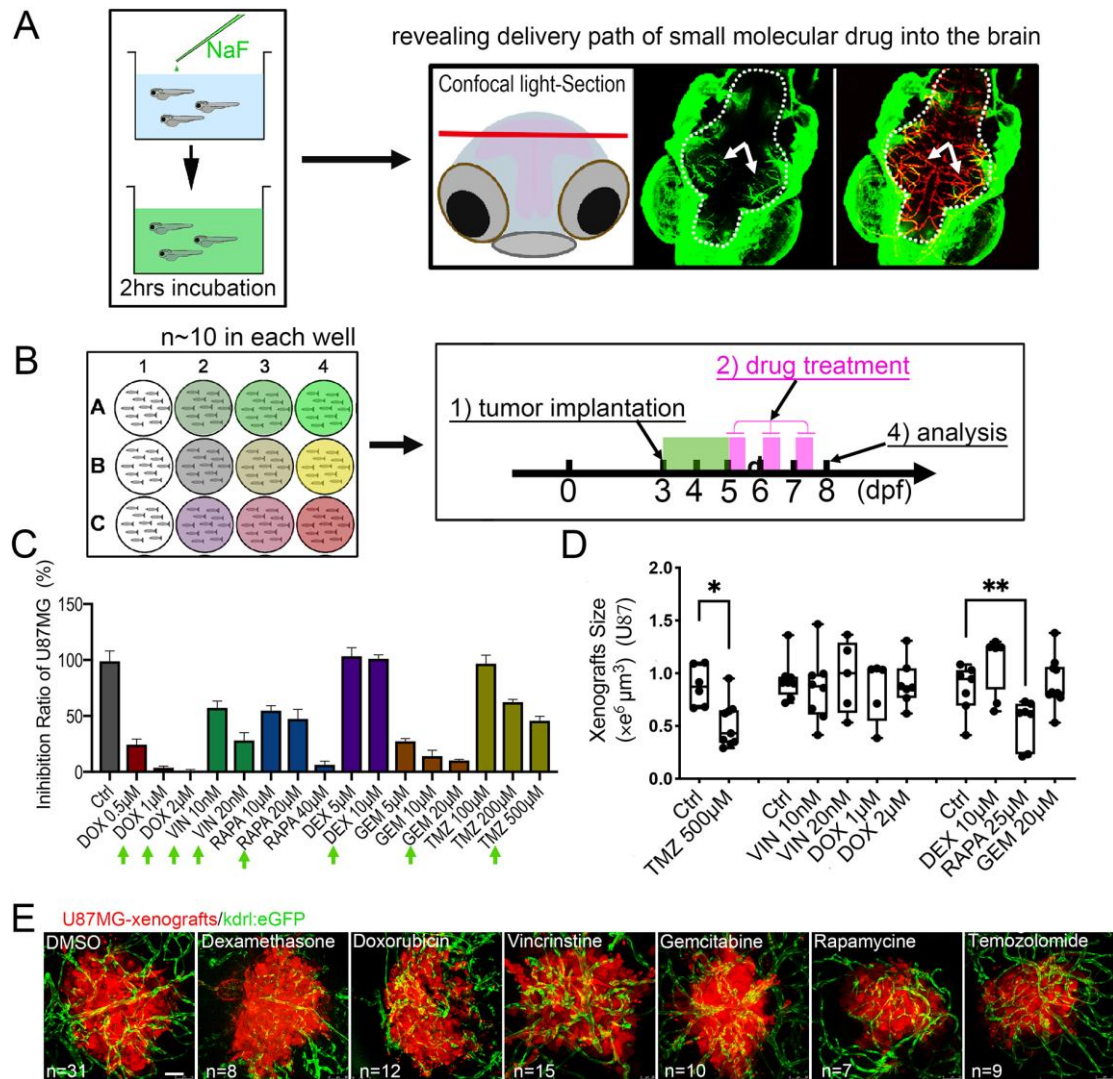 A
NaF
2hrs incubation
revealing delivery path of small molecular drug into the brain
Confocal light-Section
B
n~10 in each well
1 2 3 4
A
B
C
1) tumor implantation
2) drug treatment
4) analysis
0 3 4 5 6 7 8 (dpf)
d
C
Inihibition Ratio of U87MG (%)
150
100
50
0
Ctrl
DOX 0.5µM
DOX 1µM
DOX 2µM
VIN 10nM
VIN 20nM
RAPA 10µM
RAPA 20µM
RAPA 40µM
DEX 5µM
DEX 10µM
GEM 5µM
GEM 10µM
GEM 20µM
TMZ 100µM
TMZ 200µM
TMZ 500µM
D
Xenografts Size
(×e⁶ µm³) (U87)
2.0
1.5
1.0
0.5
0.0
*
**
Ctrl
TMZ 500µM
Ctrl
VIN 10nM
VIN 20nM
DOX 1µM
DOX 2µM
Ctrl
DEX 10µM
RAPA 25µM
GEM 20µM
E
U87MG-xenografts/kdrl:eGFP
DMSO
n=31
Dexamethasone
n=8
Doxorubicin
n=12
Vincrinstine
n=15
Gemcitabine
n=10
Rapamycine
n=7
Temozolomide
n=9